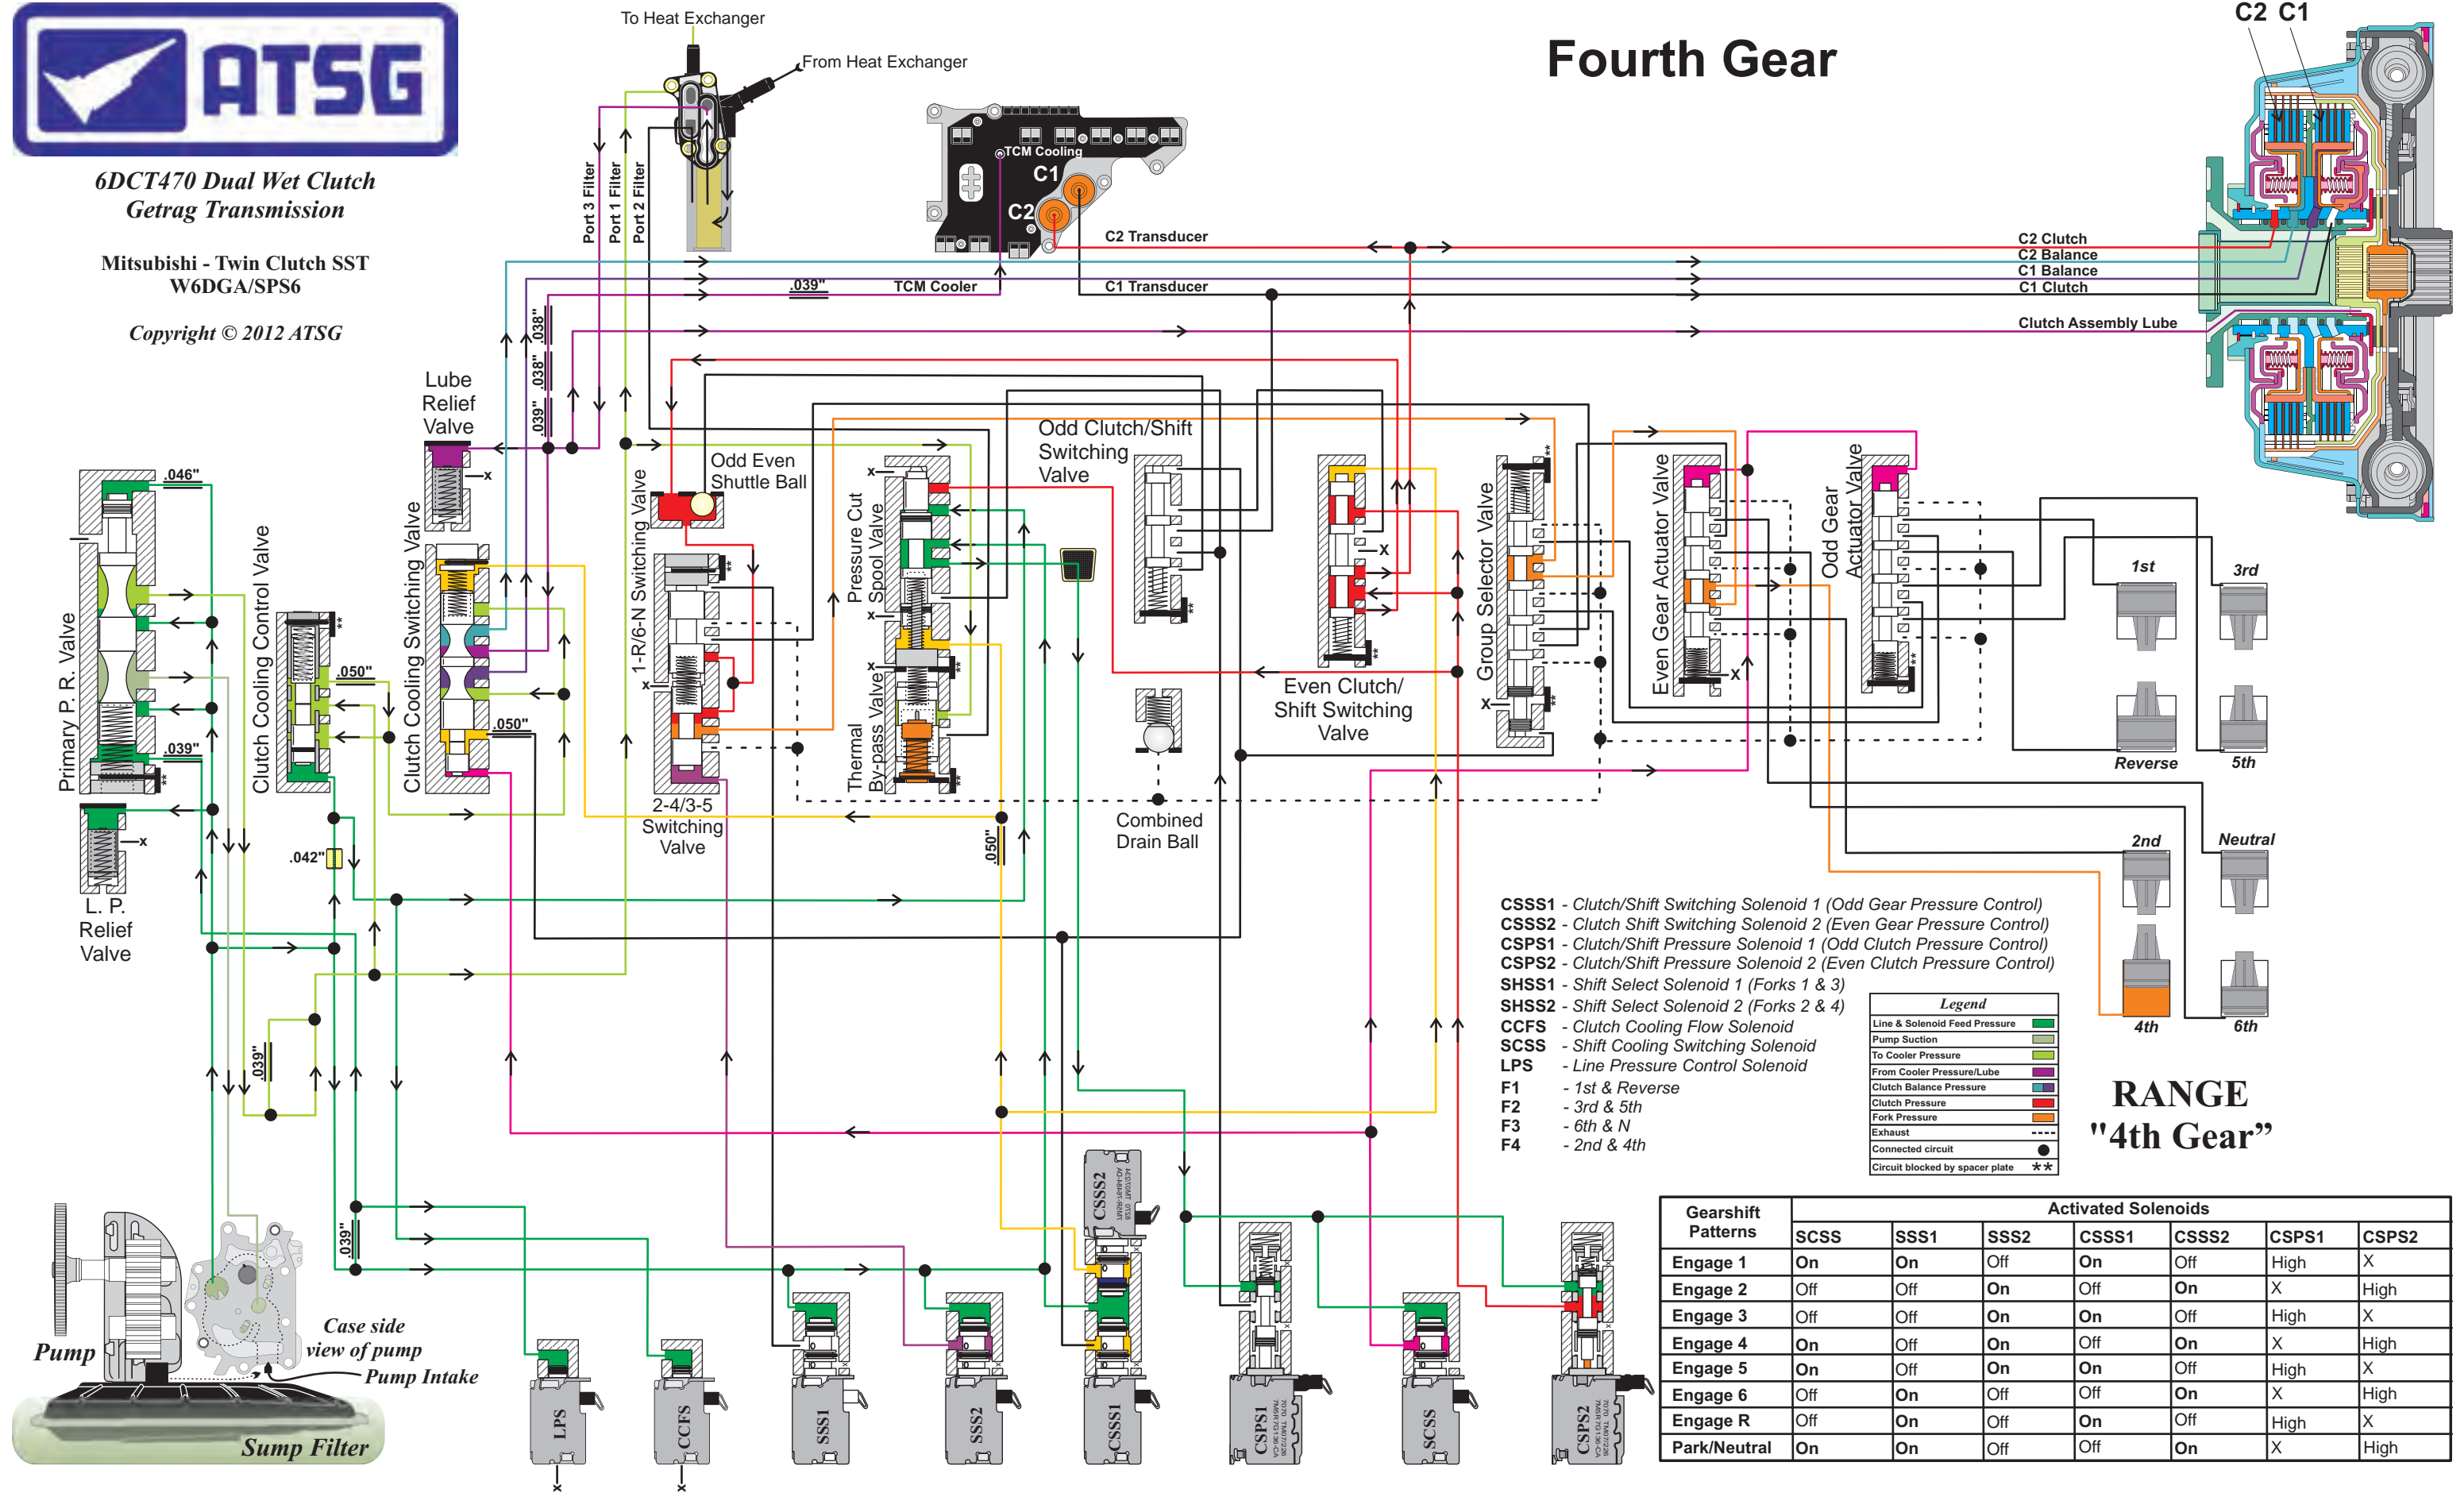 ATSG
6DCT470 Dual Wet Clutch
Getrag Transmission
Mitsubishi - Twin Clutch SST
W6DGA/SPS6
Copyright © 2012 ATSG
To Heat Exchanger
From Heat Exchanger
Fourth Gear
C2 C1
Port 3 Filter
Port 1 Filter
Port 2 Filter
TCM Cooling
C1
C2
C2 Transducer
C2 Clutch
C2 Balance
C1 Balance
.039"
TCM Cooler
C1 Transducer
C1 Clutch
Clutch Assembly Lube
.038"
.038"
.039"
Lube
Relief
Valve
x
Primary P. R. Valve
.046"
.039"
**
Clutch Cooling Control Valve
**
.050"
Clutch Cooling Switching Valve
.050"
1-R/6-N Switching Valve
Odd Even
Shuttle Ball
**
x
2-4/3-5
Switching
Valve
Pressure Cut
Spool Valve
x
x
x
**
Thermal
By-pass Valve
**
Odd Clutch/Shift
Switching
Valve
**
x
**
Even Clutch/
Shift Switching
Valve
Group Selector Valve
**
x
**
Even Gear Actuator Valve
x
Odd Gear
Actuator Valve
**
1st
3rd
Reverse
5th
2nd
Neutral
4th
6th
Combined
Drain Ball
x
L. P.
Relief
Valve
.042"
.050"
.039"
.039"
CSSS1 - Clutch/Shift Switching Solenoid 1 (Odd Gear Pressure Control)
CSSS2 - Clutch Shift Switching Solenoid 2 (Even Gear Pressure Control)
CSPS1 - Clutch/Shift Pressure Solenoid 1 (Odd Clutch Pressure Control)
CSPS2 - Clutch/Shift Pressure Solenoid 2 (Even Clutch Pressure Control)
SHSS1 - Shift Select Solenoid 1 (Forks 1 & 3)
SHSS2 - Shift Select Solenoid 2 (Forks 2 & 4)
CCFS - Clutch Cooling Flow Solenoid
SCSS - Shift Cooling Switching Solenoid
LPS - Line Pressure Control Solenoid
F1 - 1st & Reverse
F2 - 3rd & 5th
F3 - 6th & N
F4 - 2nd & 4th
Legend
Line & Solenoid Feed Pressure
Pump Suction
To Cooler Pressure
From Cooler Pressure/Lube
Clutch Balance Pressure
Clutch Pressure
Fork Pressure
Exhaust
Connected circuit
Circuit blocked by spacer plate **
RANGE
"4th Gear”
Pump
Case side
view of pump
Pump Intake
Sump Filter
LPS
x
CCFS
x
SSS1
SSS2
CSSS2
CSSS1
CSPS1
SCSS
CSPS2
Gearshift Patterns Activated Solenoids
SCSS SSS1 SSS2 CSSS1 CSSS2 CSPS1 CSPS2
Engage 1 On On Off On Off High X
Engage 2 Off Off On Off On X High
Engage 3 Off Off On On Off High X
Engage 4 On Off On Off On X High
Engage 5 On Off On On Off High X
Engage 6 Off On Off Off On X High
Engage R Off On Off On Off High X
Park/Neutral On On Off Off On X High